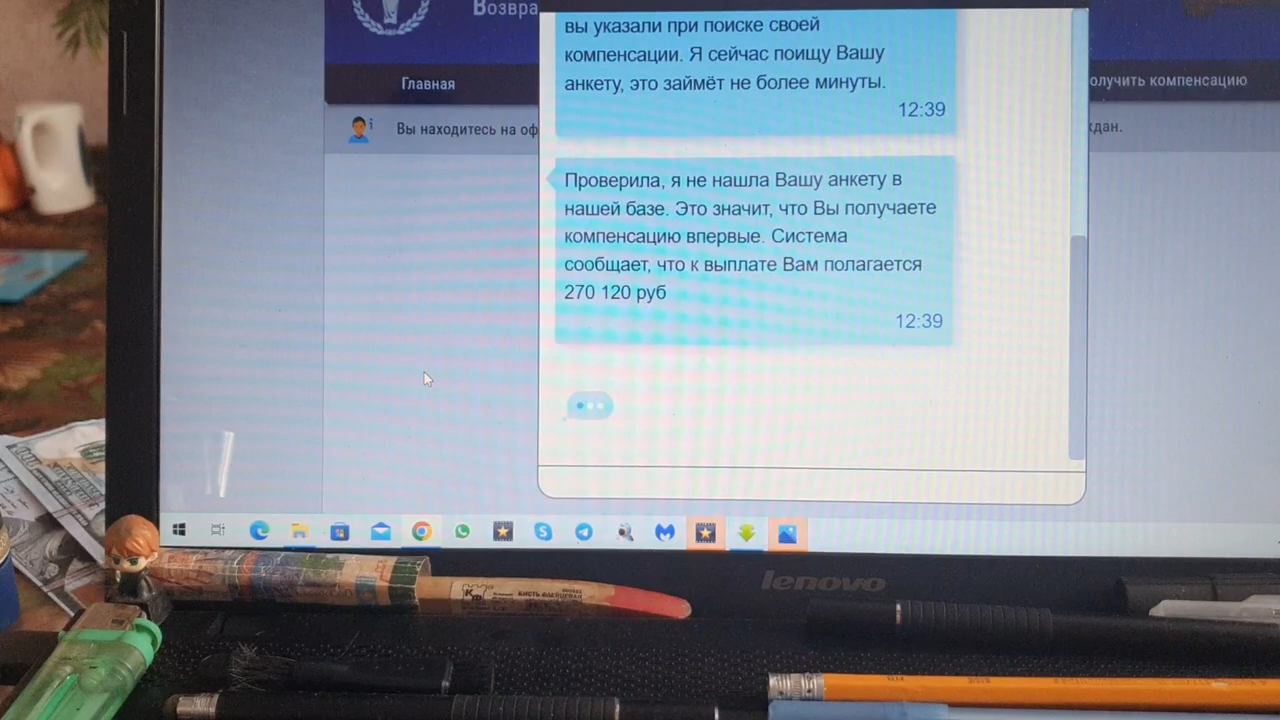 Возвра
Главная
олучить компенсацию
Вы находитесь на оф
ждан.
вы указали при поиске своей
компенсации. Я сейчас поищу Вашу
анкету, это займёт не более минуты.
12:39
Проверила, я не нашла Вашу анкету в
нашей базе. Это значит, что Вы получаете
компенсацию впервые. Система
сообщает, что к выплате Вам полагается
270 120 руб
12:39
lenovo
КИСТЬ ФЛЕЙЦЕВАЯ